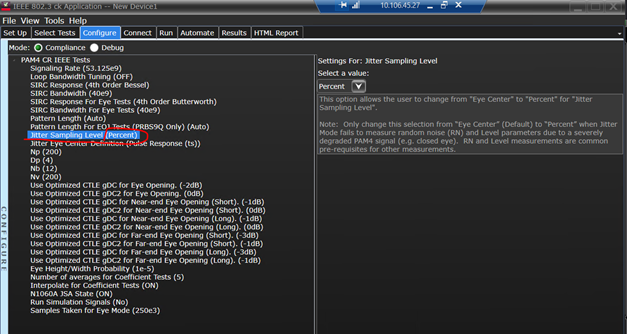 IEEE 802.3 ck Application -- New Device1
10.106.45.27
File View Tools Help
Set Up Select Tests Configure Connect Run Automate Results HTML Report
Mode: Compliance Debug
PAM4 CR IEEE Tests
Signaling Rate (53.125e9)
Loop Bandwidth Tuning (OFF)
SIRC Response (4th Order Bessel)
SIRC Bandwidth (40e9)
SIRC Response For Eye Tests (4th Order Butterworth)
SIRC Bandwidth For Eye Tests (40e9)
Pattern Length (Auto)
Pattern Length For EOJ Tests (PRBS9Q Only) (Auto)
Jitter Sampling Level (Percent)
Jitter Eye Center Definition (Pulse Response (ts))
Np (200)
Dp (4)
Nb (12)
Nv (200)
Use Optimized CTLE gDC for Eye Opening. (-2dB)
Use Optimized CTLE gDC2 for Eye Opening. (0dB)
Use Optimized CTLE gDC for Near-end Eye Opening (Short). (-1dB)
Use Optimized CTLE gDC2 for Near-end Eye Opening (Short). (0dB)
Use Optimized CTLE gDC for Near-end Eye Opening (Long). (-1dB)
Use Optimized CTLE gDC2 for Near-end Eye Opening (Long). (0dB)
Use Optimized CTLE gDC for Far-end Eye Opening (Short). (-3dB)
Use Optimized CTLE gDC2 for Far-end Eye Opening (Short). (-1dB)
Use Optimized CTLE gDC for Far-end Eye Opening (Long). (-3dB)
Use Optimized CTLE gDC2 for Far-end Eye Opening (Long). (-1dB)
Eye Height/Width Probability (1e-5)
Number of averages for Coefficient Tests (5)
Interpolate for Coefficient Tests (ON)
N1060A JSA State (ON)
Run Simulation Signals (No)
Samples Taken for Eye Mode (250e3)
CONFIGURE
Settings For: Jitter Sampling Level
Select a value:
Percent
This option allows the user to change from "Eye Center" to "Percent" for "Jitter
Sampling Level".
Note: Only change this selection from "Eye Center" (Default) to "Percent" when Jitter
Mode fails to measure random noise (RN) and Level parameters due to a severely
degraded PAM4 signal (e.g. closed eye). RN and Level measurements are common
pre-requisites for other measurements.